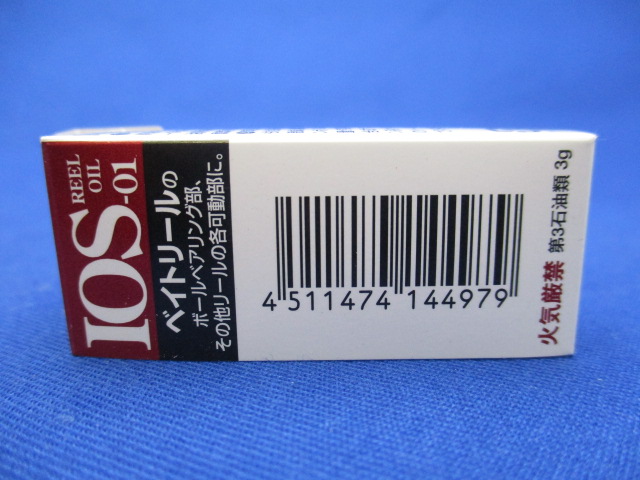 REEL
OIL
IOS-01
ベイトリールの
ボールベアリング部、
その他リールの各可動部に。
4 511474 144979
火気厳禁 第3石油類 3g